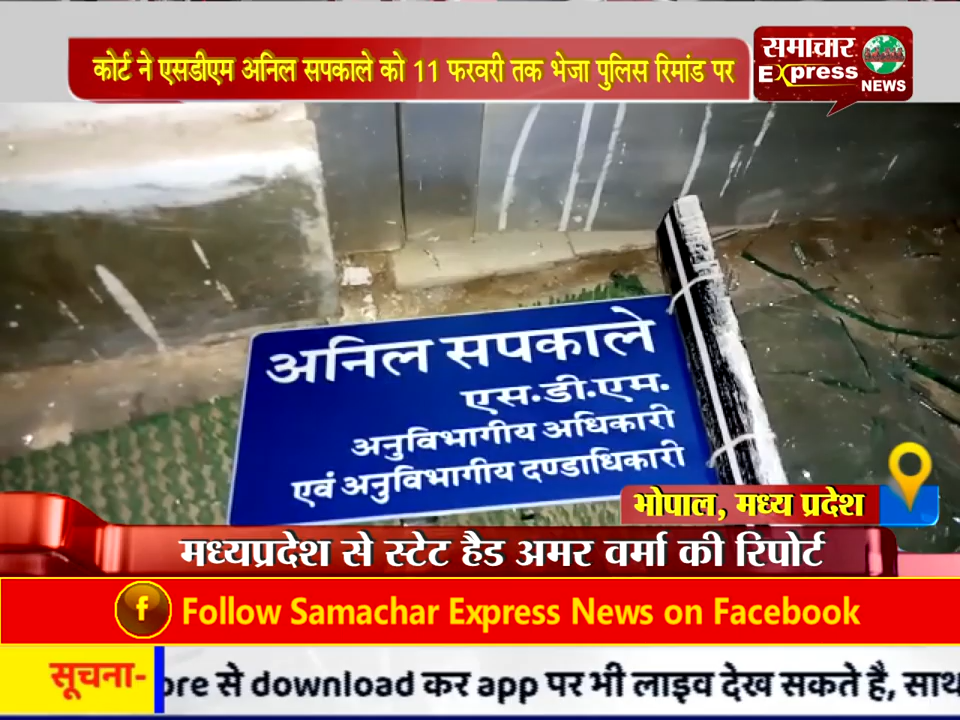 कोर्ट ने एसडीएम अनिल सपकाले को 11 फरवरी तक भेजा पुलिस रिमांड पर
समाचार
Express
NEWS
अनिल सपकाले
एस.डी.एम.
अनुविभागीय अधिकारी
एवं अनुविभागीय दण्डाधिकारी
भोपाल, मध्य प्रदेश
मध्यप्रदेश से स्टेट हैड अमर वर्मा की रिपोर्ट
f Follow Samachar Express News on Facebook
सूचना- ore से download कर app पर भी लाइव देख सकते है, साथ